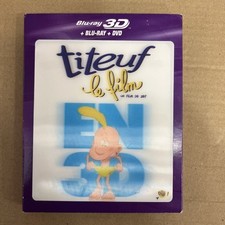 Blu-ray 3D
+ BLU-RAY + DVD
titeuf
le film
UN FILM DE ZEP
EN
3D